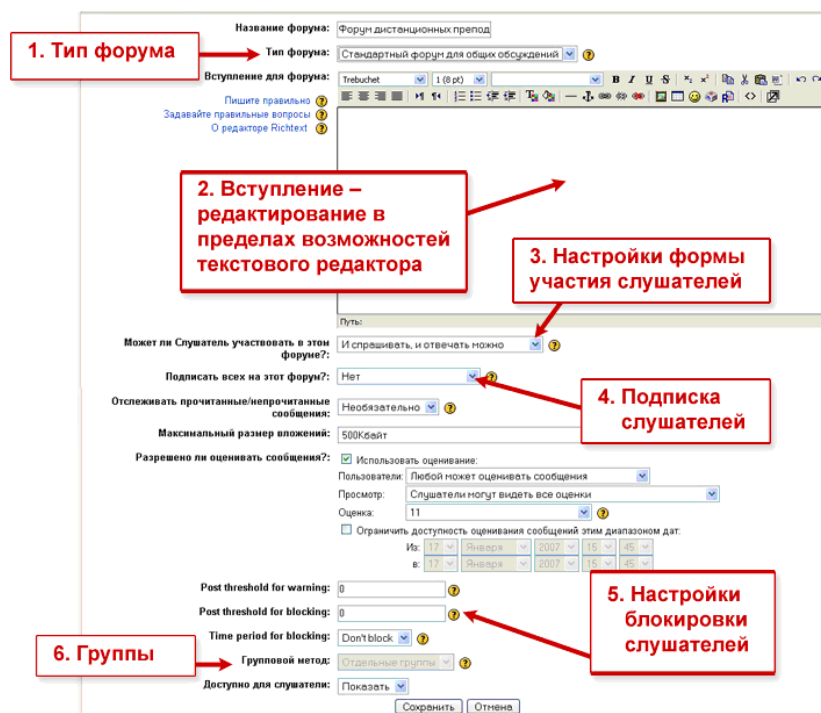 Название форума: Форум дистанционных препод
1. Тип форума
Тип форума: Стандартный форум для общих обсуждений
Вступление для форума: Trebuchet 1 (8 pt) B I U S
Пишите правильно
Задавайте правильные вопросы
О редакторе Richtext
2. Вступление –
редактирование в
пределах возможностей
текстового редактора
3. Настройки формы
участия слушателей
Путь:
Может ли Слушатель участвовать в этом
форуме?: И спрашивать, и отвечать можно
Подписать всех на этот форум?: Нет
4. Подписка
слушателей
Отслеживать прочитанные/непрочитанные
сообщения: Необязательно
Максимальный размер вложений: 500Кбайт
Разрешено ли оценивать сообщения?: Использовать оценивание:
Пользователи: Любой может оценивать сообщения
Просмотр: Слушатели могут видеть все оценки
Оценка: 11
Ограничить доступность оценивания сообщений этим диапазоном дат:
Из: 17 Января 2007 15 45
в: 17 Января 2007 15 45
Post threshold for warning: 0
Post threshold for blocking: 0
5. Настройки
блокировки
слушателей
Time period for blocking: Don't block
6. Группы
Групповой метод: Отдельные группы
Доступно для слушатели: Показать
Сохранить Отмена